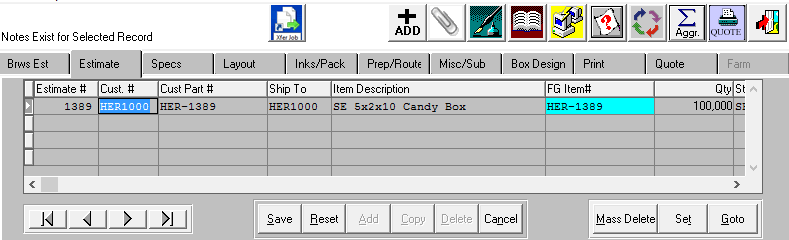 Notes Exist for Selected Record
Xfer Job
ADD
Aggr.
QUOTE
Brws Est Estimate Specs Layout Inks/Pack Prep/Route Misc/Sub Box Design Print Quote Farm
Estimate # Cust. # Cust Part # Ship To Item Description FG Item# Qty St
1389 HER1000 HER-1389 HER1000 SE 5x2x10 Candy Box HER-1389 100,000 SE
Save Reset Add Copy Delete Cancel Mass Delete Set Goto